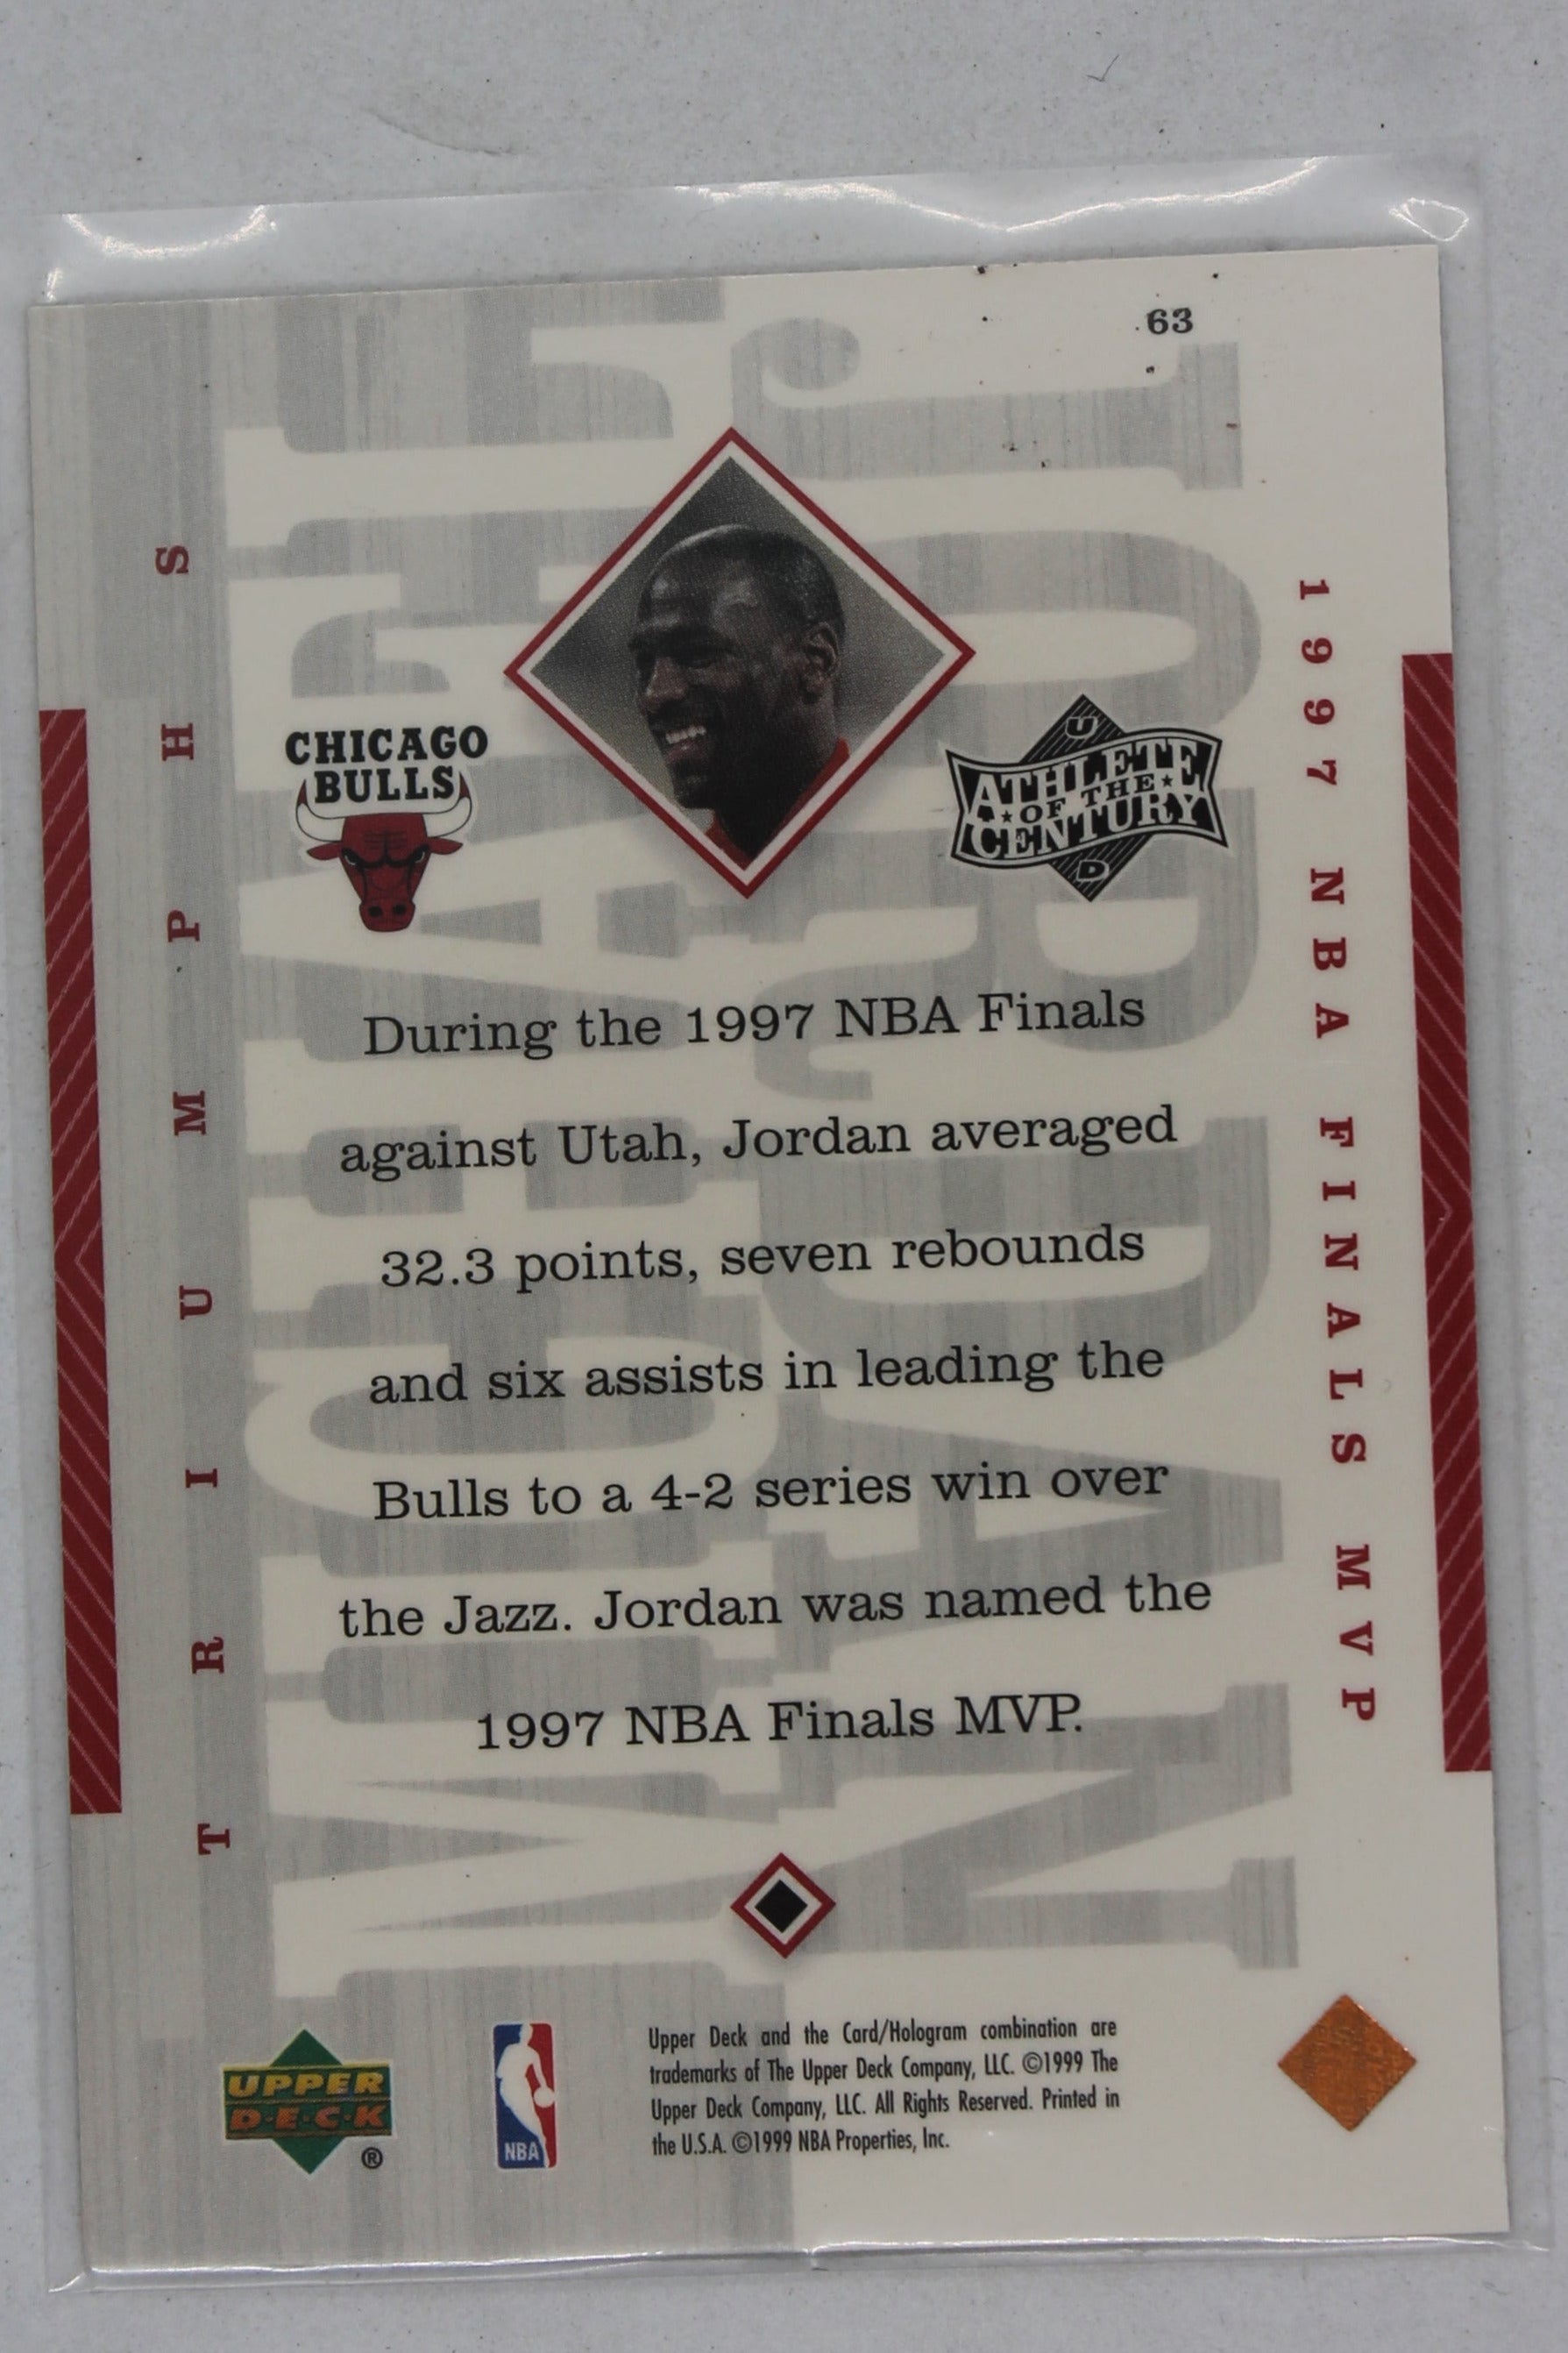 63
TRIUMPHS
MICHAEL
JORDAN
1997 NBA FINALS MVP
CHICAGO
BULLS
U
ATHLETE
OF THE
CENTURY
D
During the 1997 NBA Finals
against Utah, Jordan averaged
32.3 points, seven rebounds
and six assists in leading the
Bulls to a 4-2 series win over
the Jazz. Jordan was named the
1997 NBA Finals MVP.
UPPER
D·E·C·K
®
NBA
Upper Deck and the Card/Hologram combination are
trademarks of The Upper Deck Company, LLC. ©1999 The
Upper Deck Company, LLC. All Rights Reserved. Printed in
the U.S.A. ©1999 NBA Properties, Inc.